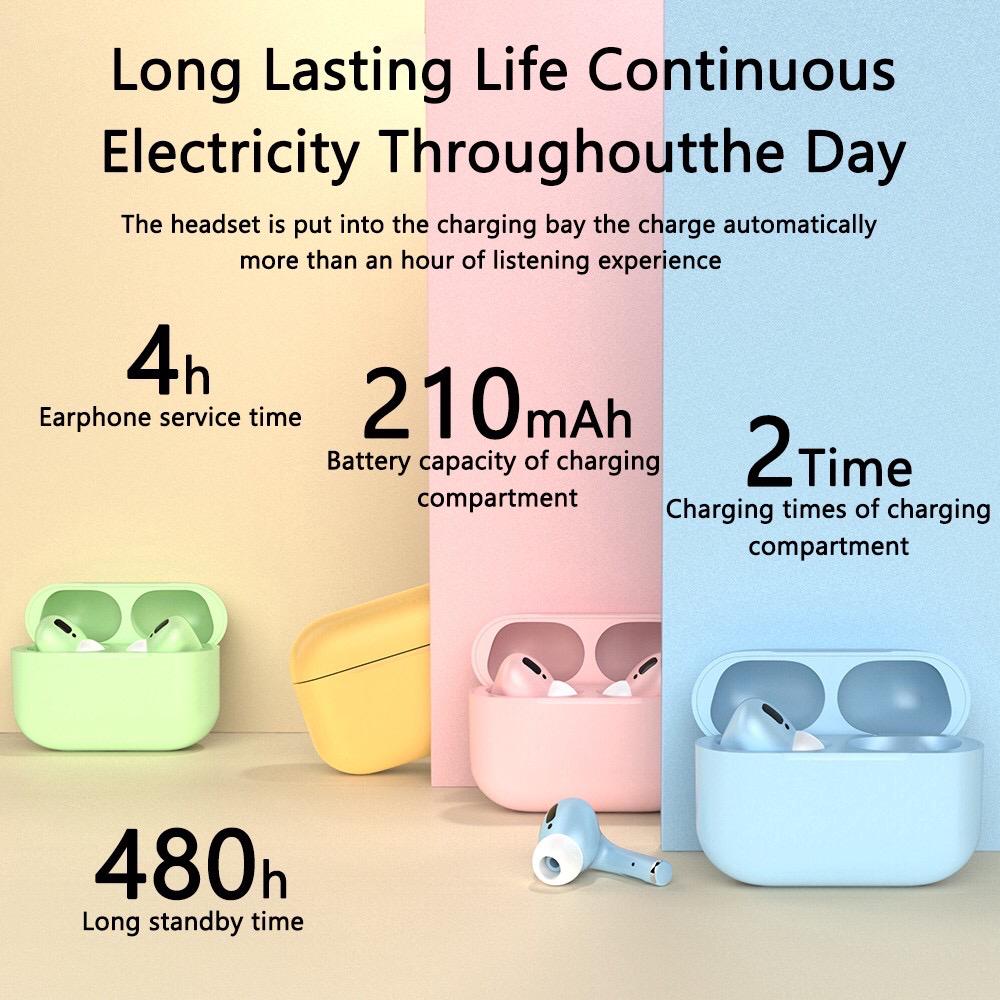 Long Lasting Life Continuous
Electricity Throughoutthe Day
The headset is put into the charging bay the charge automatically
more than an hour of listening experience
4h
Earphone service time
210mAh
Battery capacity of charging
compartment
2Time
Charging times of charging
compartment
480h
Long standby time